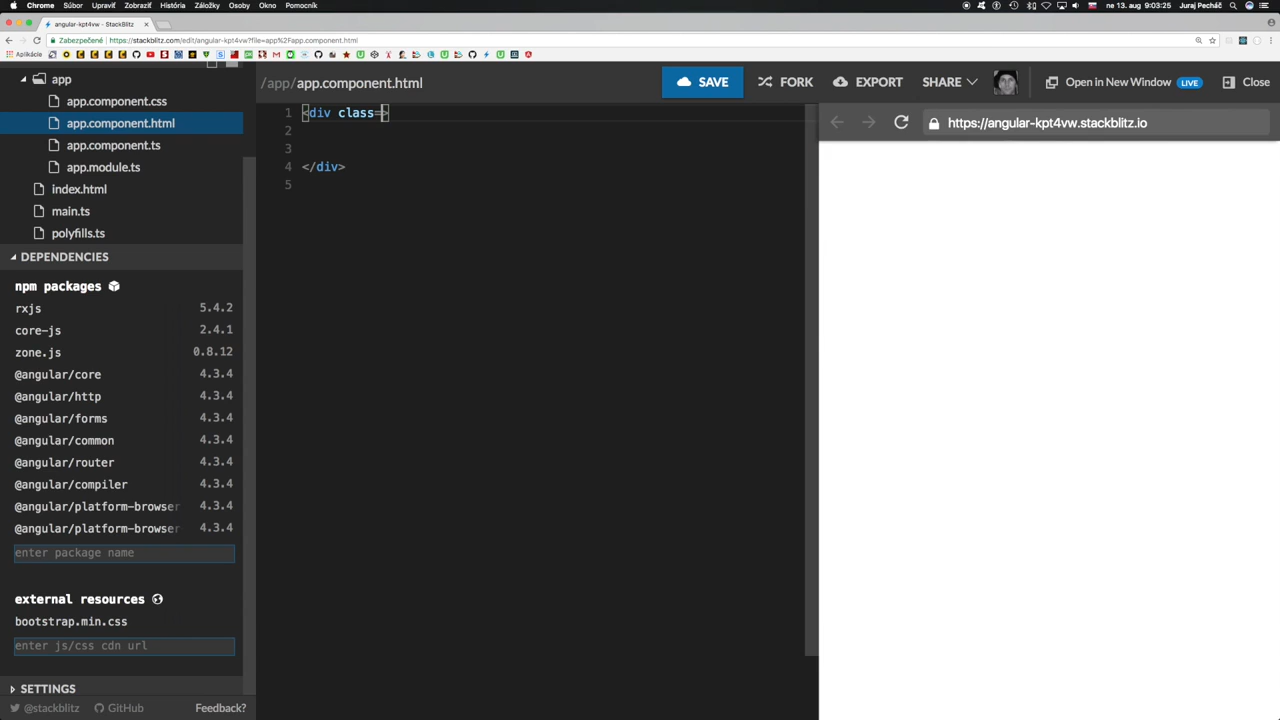 Chrome Súbor Upraviť Zobraziť História Záložky Osoby Okno Pomocník
ne 13. aug 9:03:25 Juraj Pecháč
angular-kpt4vw - StackBlitz
Zabezpečené https://stackblitz.com/edit/angular-kpt4vw?file=app%2Fapp.component.html
Aplikácie
app
app.component.css
app.component.html
app.component.ts
app.module.ts
index.html
main.ts
polyfills.ts
DEPENDENCIES
npm packages
rxjs 5.4.2
core-js 2.4.1
zone.js 0.8.12
@angular/core 4.3.4
@angular/http 4.3.4
@angular/forms 4.3.4
@angular/common 4.3.4
@angular/router 4.3.4
@angular/compiler 4.3.4
@angular/platform-browser 4.3.4
@angular/platform-browser 4.3.4
enter package name
external resources
bootstrap.min.css
enter js/css cdn url
SETTINGS
@stackblitz GitHub Feedback?
/app/app.component.html
SAVE FORK EXPORT SHARE Open in New Window LIVE Close
1 <div class=>
2
3
4 </div>
5
https://angular-kpt4vw.stackblitz.io